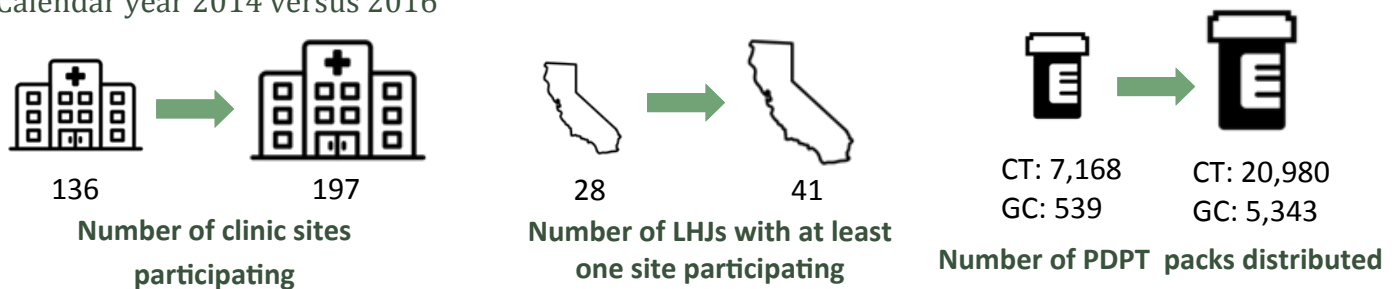 Calendar year 2014 versus 2016
136
197
Number of clinic sites
participating
28
41
Number of LHJs with at least
one site participating
CT: 7,168
GC: 539
CT: 20,980
GC: 5,343
Number of PDPT packs distributed